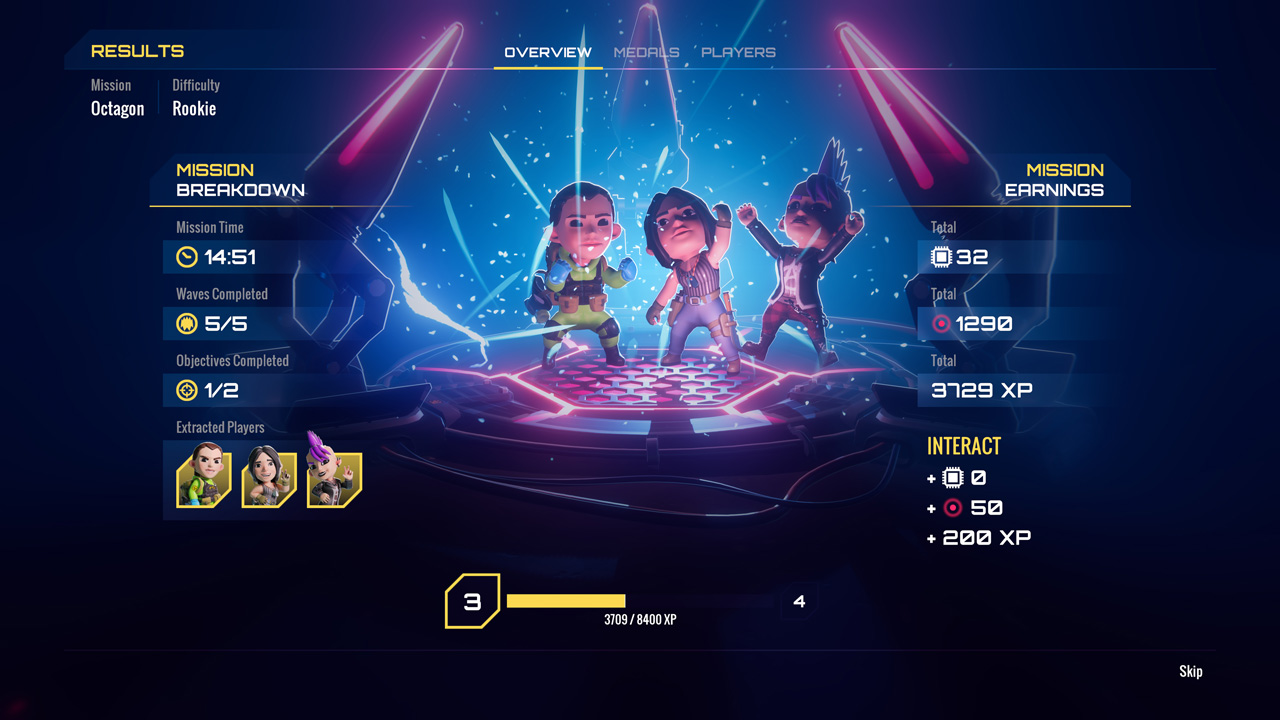 RESULTS
OVERVIEW MEDALS PLAYERS
Mission Difficulty
Octagon Rookie
MISSION
BREAKDOWN
Mission Time
14:51
Waves Completed
5/5
Objectives Completed
1/2
Extracted Players
MISSION
EARNINGS
Total
32
Total
1290
Total
3729 XP
INTERACT
+ 0
+ 50
+ 200 XP
3
4
3709 / 8400 XP
Skip